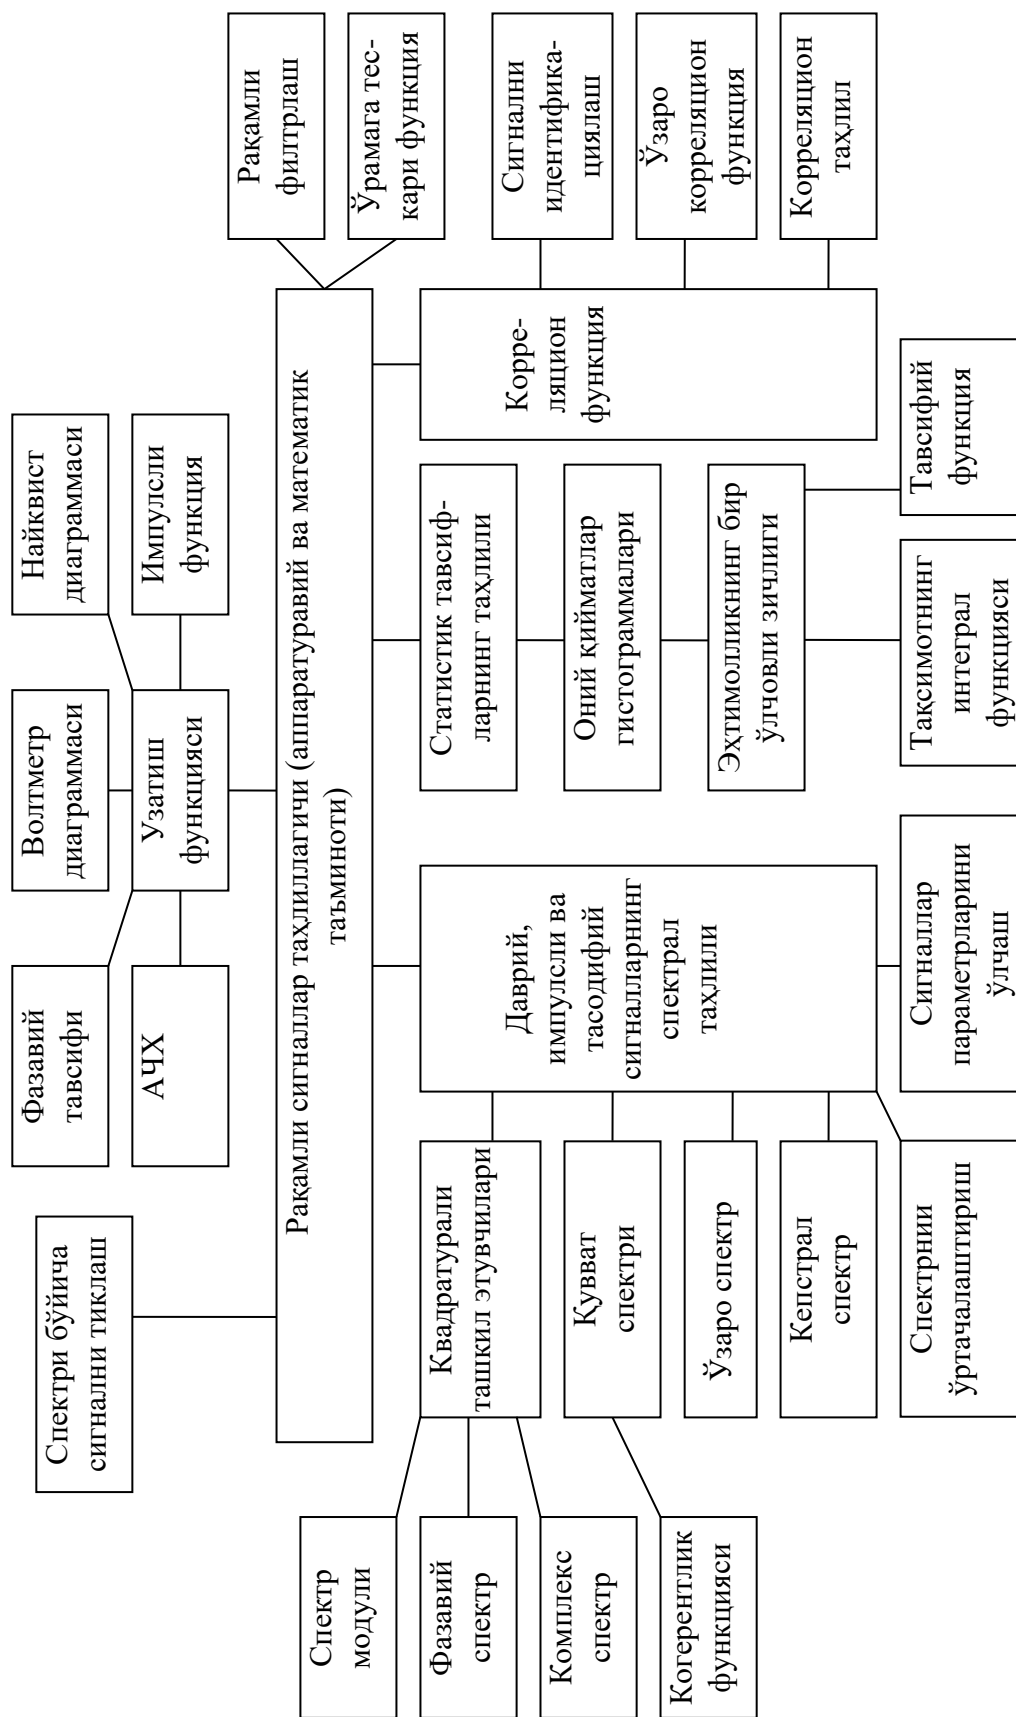 Спектри бўйича
сигнални тиклаш
Фазавий
тавсифи
Волтметр
диаграммаси
Найквист
диаграммаси
АЧХ
Узатиш
функцияси
Импулсли
функция
Рақамли
филтрлаш
Ўрамага тес-
кари функция
Рақамли сигналлар таҳлиллагичи (аппаратуравий ва математик
таъминоти)
Спектр
модули
Фазавий
спектр
Комплекс
спектр
Когерентлик
функцияси
Квадратурали
ташкил этувчилари
Қувват
спектри
Ўзаро спектр
Кепстрал
спектр
Спектрнии
ўртачалаштириш
Даврий,
импулсли ва
тасодифий
сигналларнинг
спектрал
таҳлили
Сигналлар
параметрларини
ўлчаш
Статистик тавсиф-
ларнинг таҳлили
Оний қийматлар
гистограммалари
Эҳтимолликнинг бир
ўлчовли зичлиги
Тақсимотнинг
интеграл
функцияси
Тавсифий
функция
Корре-
ляцион
функция
Сигнални
идентифика-
циялаш
Ўзаро
корреляцион
функция
Корреляцион
таҳлил